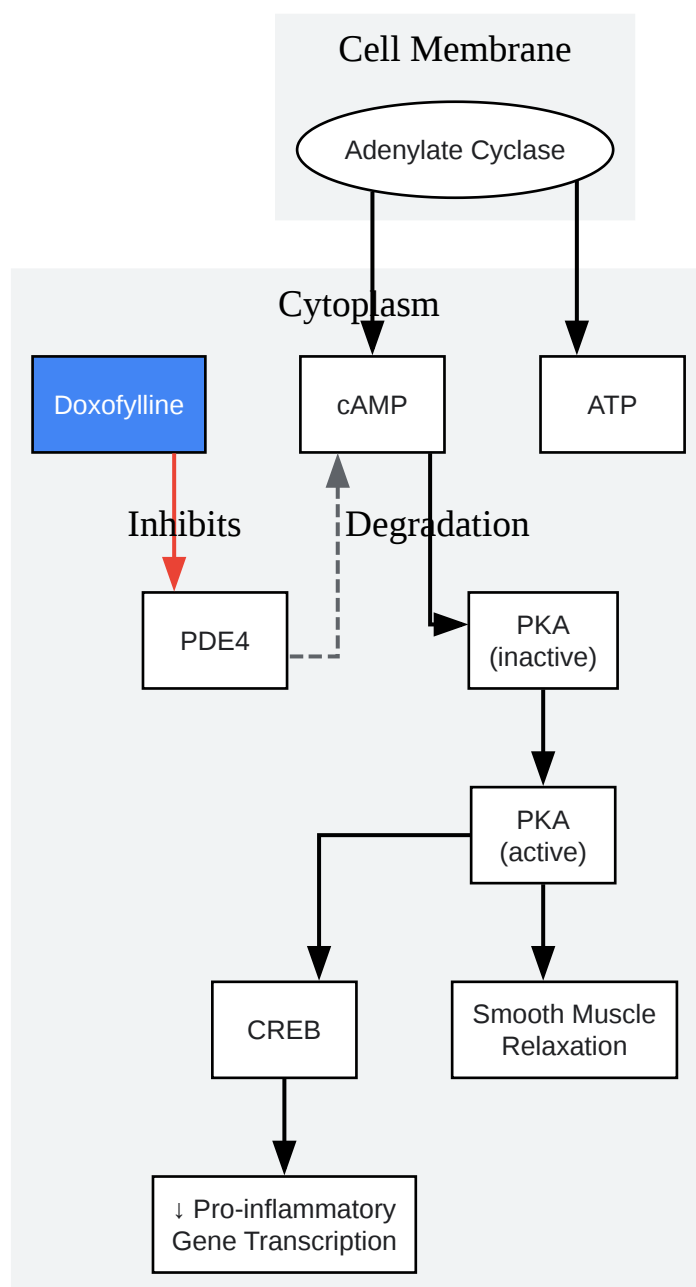 Cell Membrane
Adenylate Cyclase
Cytoplasm
Doxofylline
cAMP
ATP
Inhibits
Degradation
PDE4
PKA
(inactive)
PKA
(active)
CREB
Smooth Muscle
Relaxation
↓ Pro-inflammatory
Gene Transcription